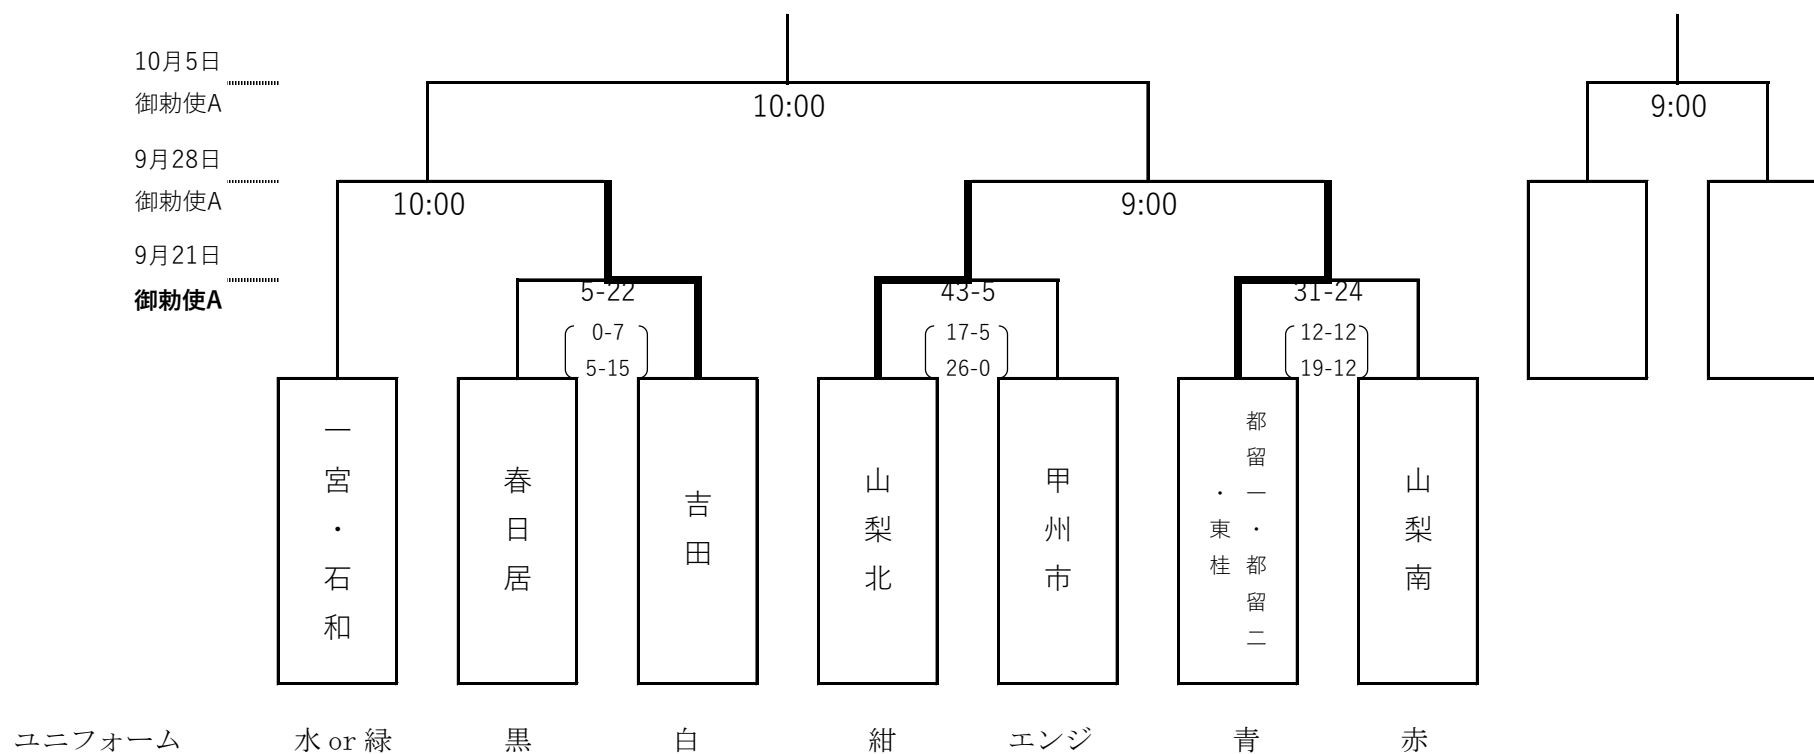 10月5日
御勅使A
10:00
9:00
9月28日
御勅使A
10:00
9:00
9月21日
御勅使A
5-22
0-7
5-15
43-5
17-5
26-0
31-24
12-12
19-12
一宮・石和
春日居
吉田
山梨北
甲州市
都留一・都留二
・東桂
山梨南
ユニフォーム 水 or 緑 黒 白 紺 エンジ 青 赤